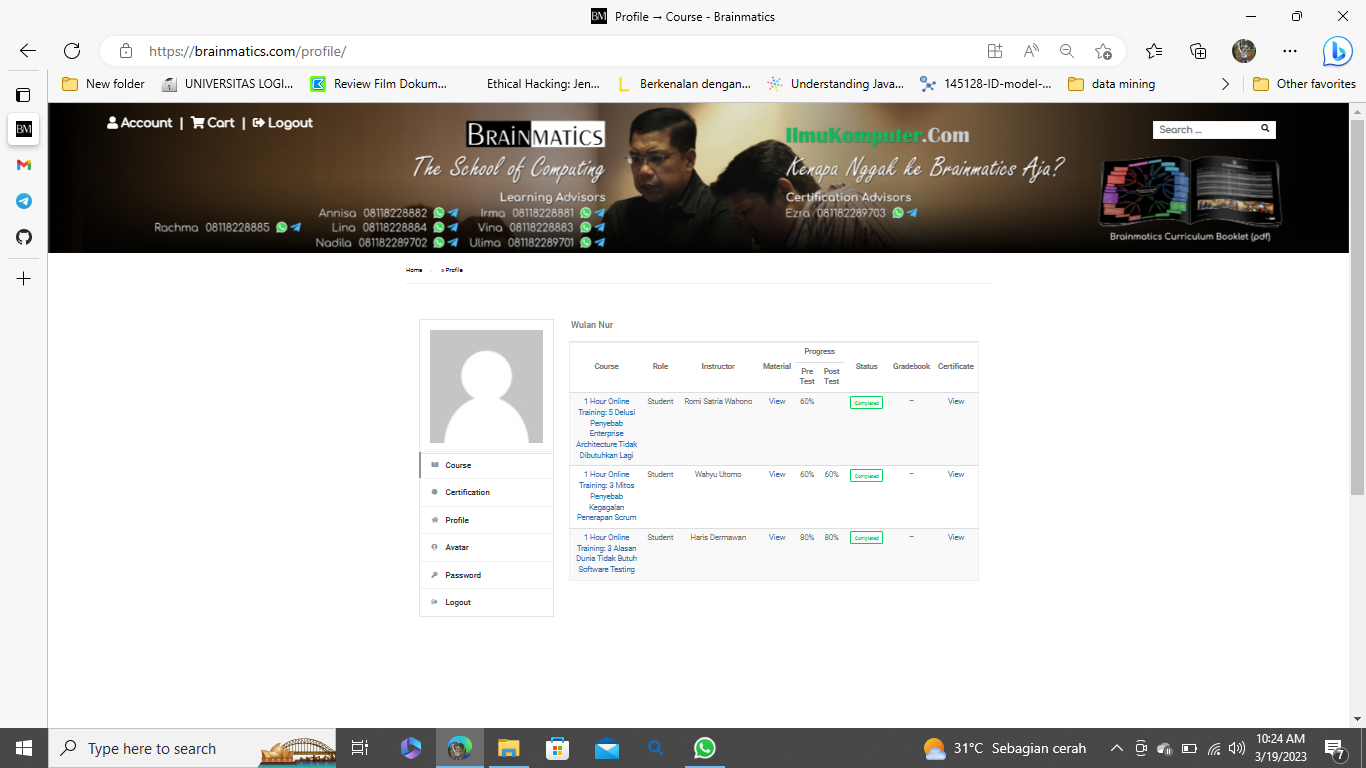 Profile → Course - Brainmatics
https://brainmatics.com/profile/
New folder
UNIVERSITAS LOGI...
Review Film Dokum...
Ethical Hacking: Jen...
Berkenalan dengan...
Understanding Java...
145128-ID-model-...
data mining
Other favorites
Account | Cart | Logout
BRAINMATICS
The School of Computing
Learning Advisors
Annisa 08118228882 Irma 08118228881
Rachma 08118228885 Lina 08118228884 Vina 08118228883
Nadila 081182289702 Ulima 081182289701
IlmuKomputer.Com
Kenapa Nggak ke Brainmatics Aja?
Certification Advisors
Ezra 081182289703
Search ...
Brainmatics Curriculum Booklet (pdf)
Home » Profile
Course
Certification
Profile
Avatar
Password
Logout
Wulan Nur
Course Role Instructor Material Progress Status Gradebook Certificate
Pre Test Post Test
1 Hour Online Student Romi Satria Wahono View 60% Completed – View
Training: 5 Delusi
Penyebab
Enterprise
Architecture Tidak
Dibutuhkan Lagi
1 Hour Online Student Wahyu Utomo View 60% 60% Completed – View
Training: 3 Mitos
Penyebab
Kegagalan
Penerapan Scrum
1 Hour Online Student Haris Dermawan View 80% 80% Completed – View
Training: 3 Alasan
Dunia Tidak Butuh
Software Testing
Type here to search
31°C Sebagian cerah
10:24 AM
3/19/2023
7